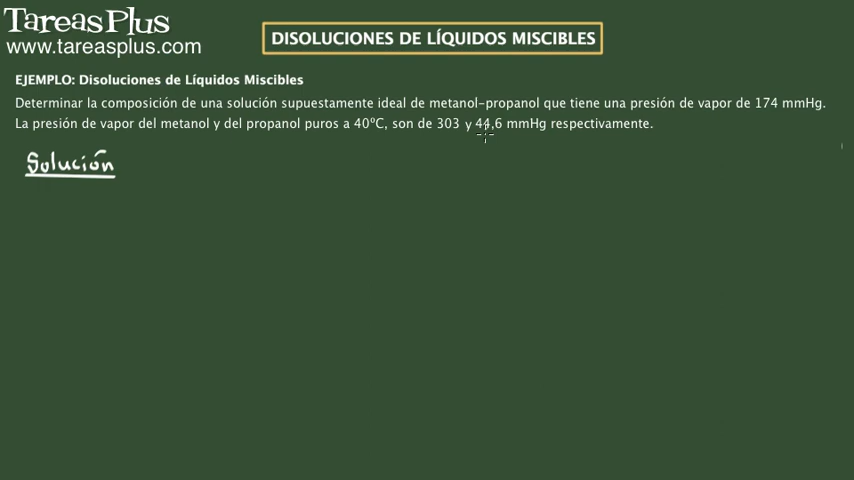 TareasPlus
www.tareasplus.com
DISOLUCIONES DE LÍQUIDOS MISCIBLES
EJEMPLO: Disoluciones de Líquidos Miscibles
Determinar la composición de una solución supuestamente ideal de metanol-propanol que tiene una presión de vapor de 174 mmHg.
La presión de vapor del metanol y del propanol puros a 40ºC, son de 303 y 44,6 mmHg respectivamente.
Solución